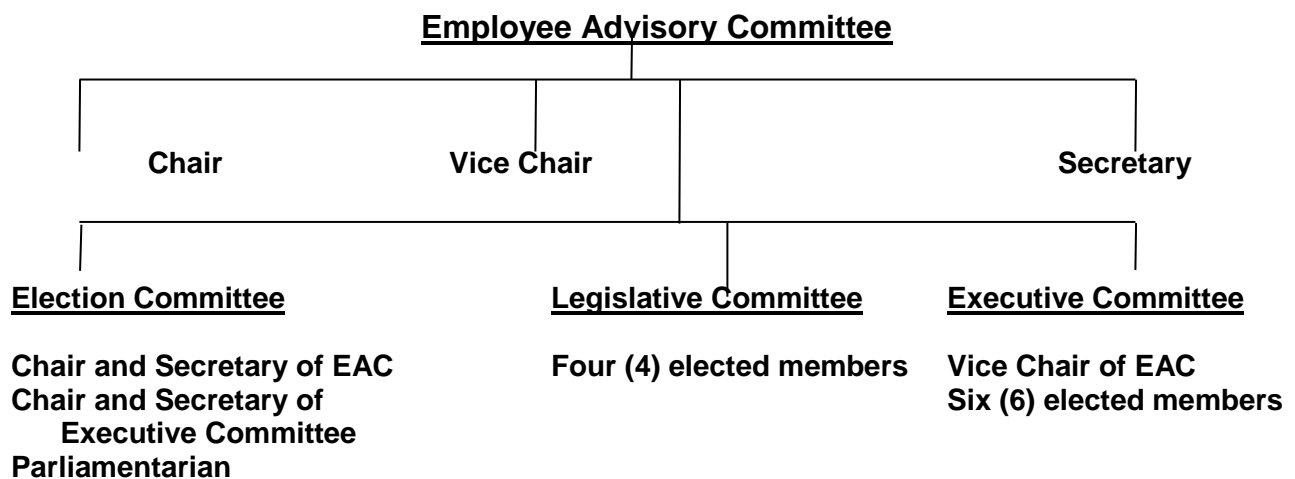 Employee Advisory Committee
Chair Vice Chair Secretary
Election Committee Legislative Committee Executive Committee
Chair and Secretary of EAC Four (4) elected members Vice Chair of EAC
Chair and Secretary of Six (6) elected members
Executive Committee
Parliamentarian